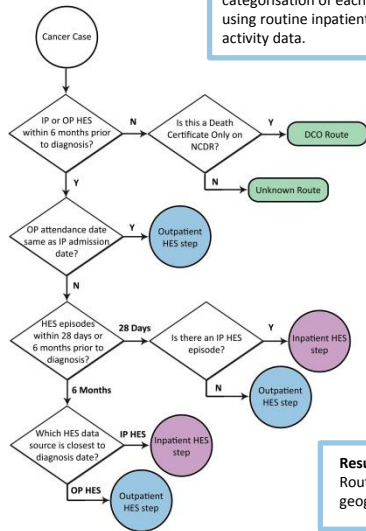 categorisation of each
using routine inpatient
activity data.
Cancer Case
IP or OP HES
within 6 months prior
to diagnosis?
N
Is this a Death
Certificate Only on
NCDR?
Y
DCO Route
N
Unknown Route
Y
OP attendance date
same as IP admission
date?
Y
Outpatient
HES step
N
HES episodes
within 28 days or
6 months prior to
diagnosis?
28 Days
Is there an IP HES
episode?
Y
Inpatient HES
step
N
Outpatient
HES step
6 Months
Which HES data
source is closest to
diagnosis date?
IP HES
Inpatient HES
step
OP HES
Outpatient
HES step
Resu
Rout
geog